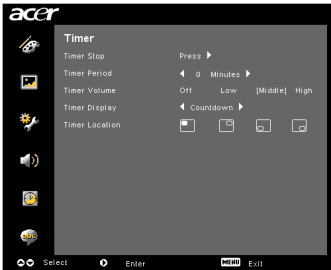 acer
Timer
Timer Stop Press
Timer Period 0 Minutes
Timer Volume Off Low [Middle] High
Timer Display Countdown
Timer Location
abc
Select Enter MENU Exit